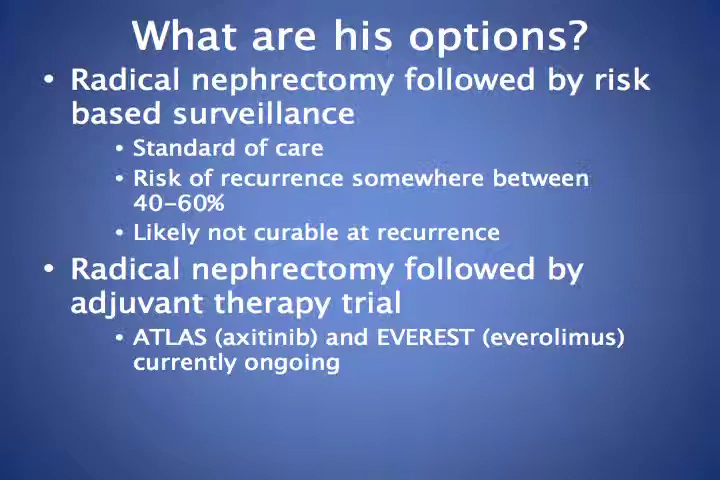 What are his options?
• Radical nephrectomy followed by risk
based surveillance
• Standard of care
• Risk of recurrence somewhere between
40-60%
• Likely not curable at recurrence
• Radical nephrectomy followed by
adjuvant therapy trial
• ATLAS (axitinib) and EVEREST (everolimus)
currently ongoing